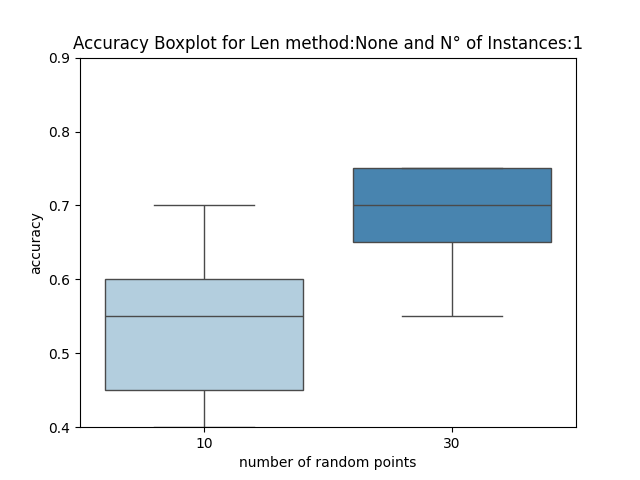 Accuracy Boxplot for Len method:None and N° of Instances:1
0.9
0.8
0.7
0.6
0.5
0.4
accuracy
10 30
number of random points